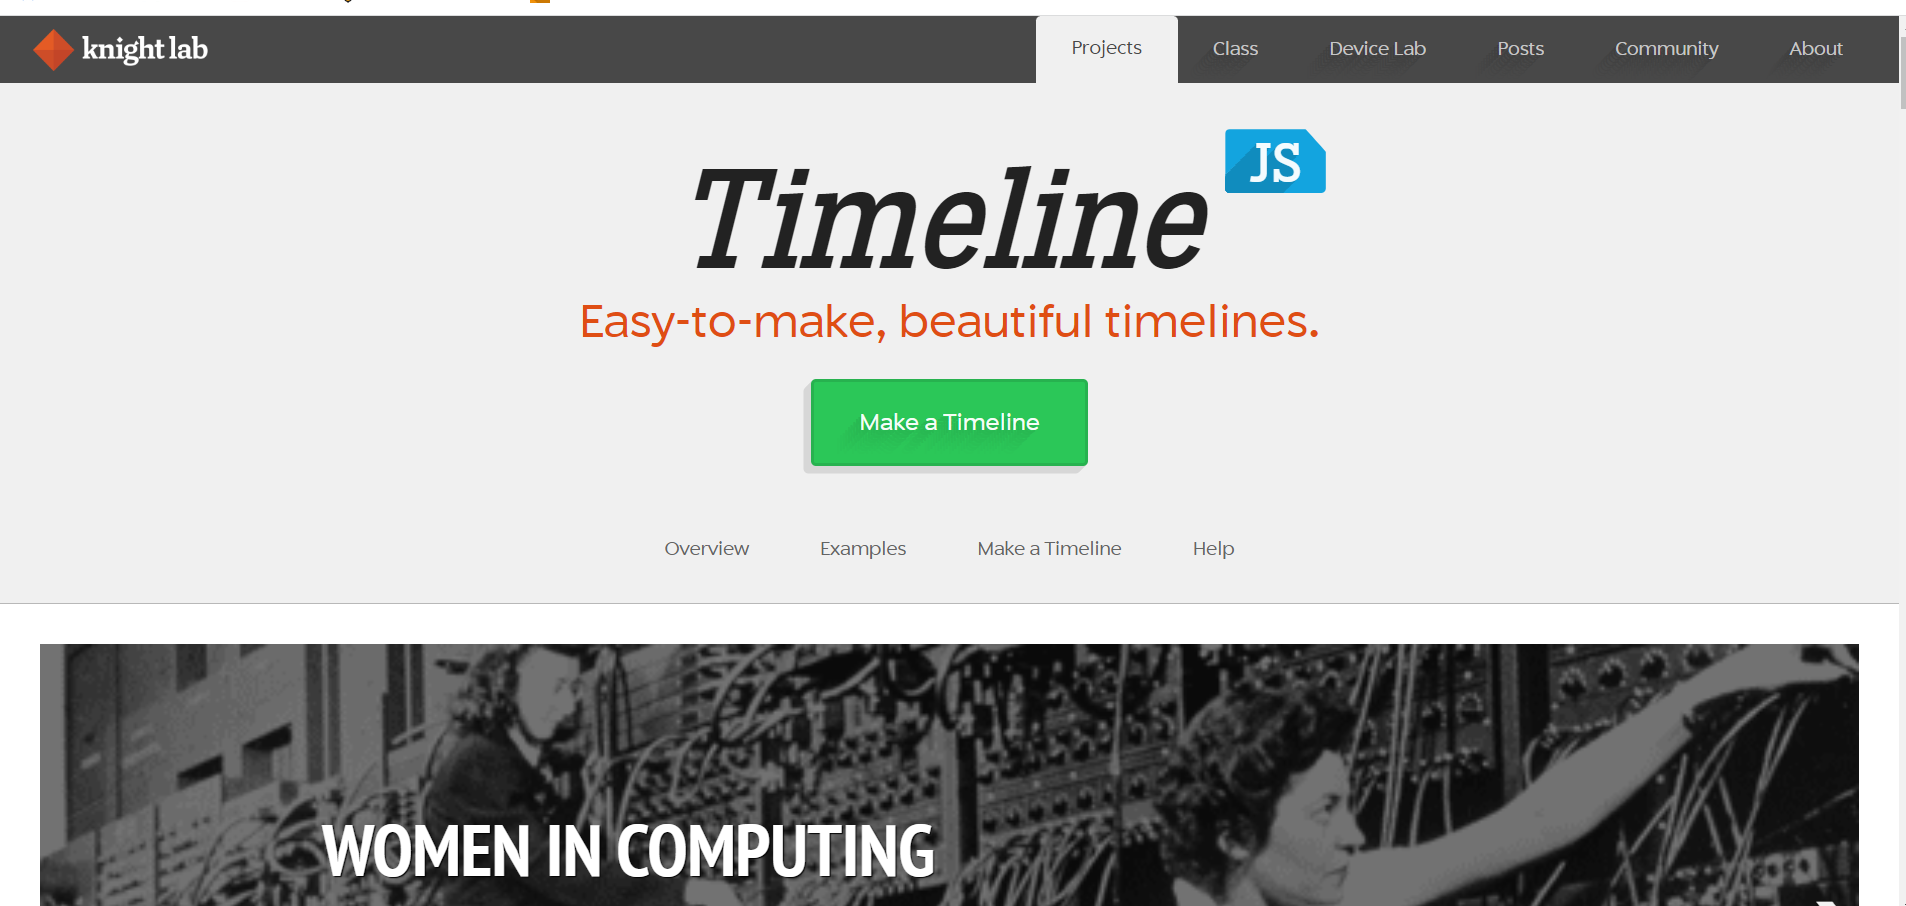 knight lab
Projects
Class
Device Lab
Posts
Community
About
Timeline JS
Easy-to-make, beautiful timelines.
Make a Timeline
Overview
Examples
Make a Timeline
Help
WOMEN IN COMPUTING